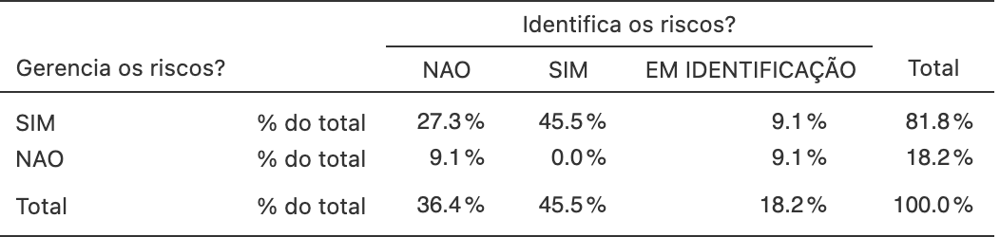 Identifica os riscos?
Gerencia os riscos? NAO SIM EM IDENTIFICAÇÃO Total
SIM % do total 27.3% 45.5% 9.1% 81.8%
NAO % do total 9.1% 0.0% 9.1% 18.2%
Total % do total 36.4% 45.5% 18.2% 100.0%